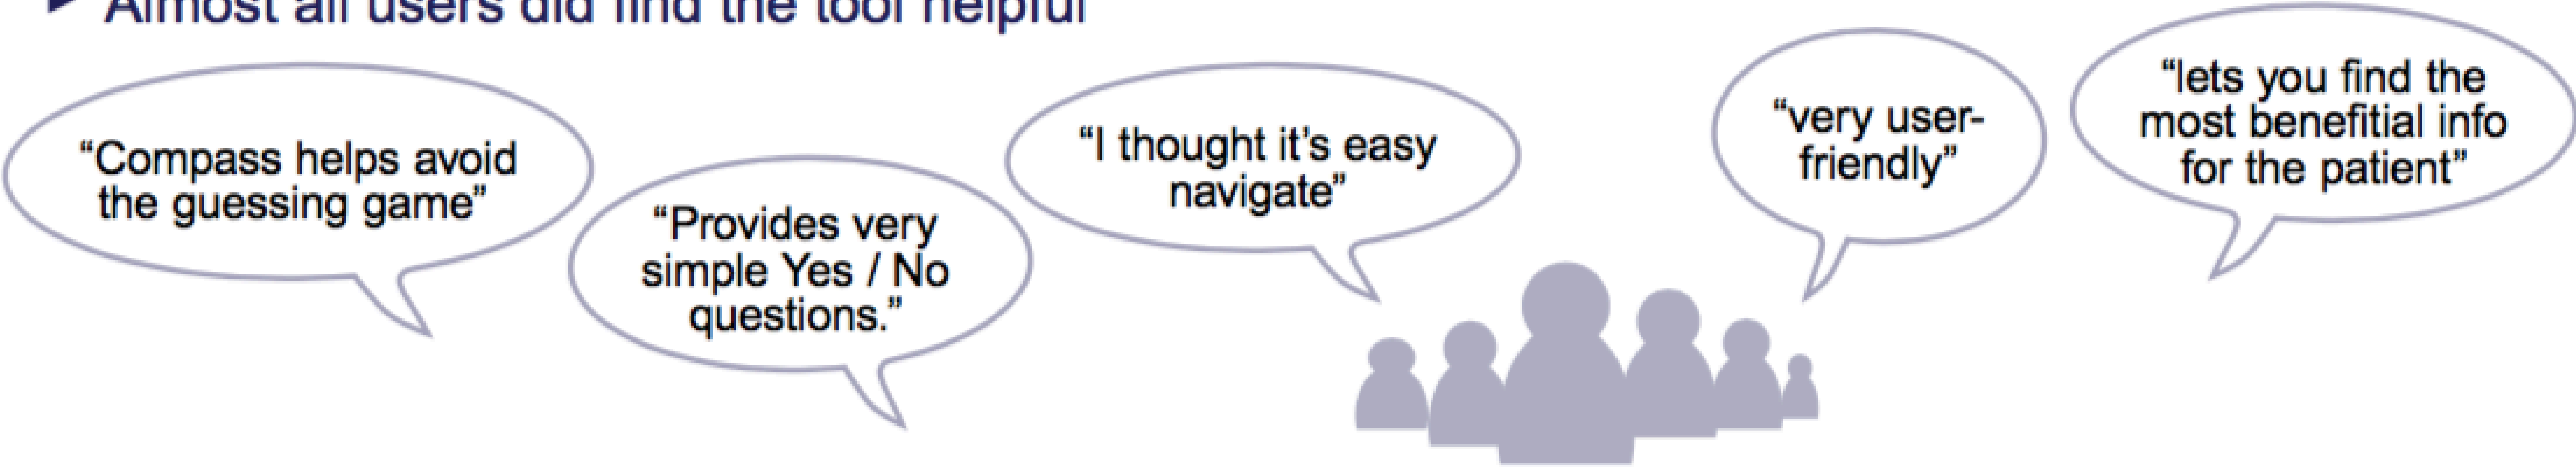 Almost all users did find the tool helpful
“Compass helps avoid
the guessing game”
“Provides very
simple Yes / No
questions.”
“I thought it’s easy
navigate”
“very user-
friendly”
“lets you find the
most benefitial info
for the patient”